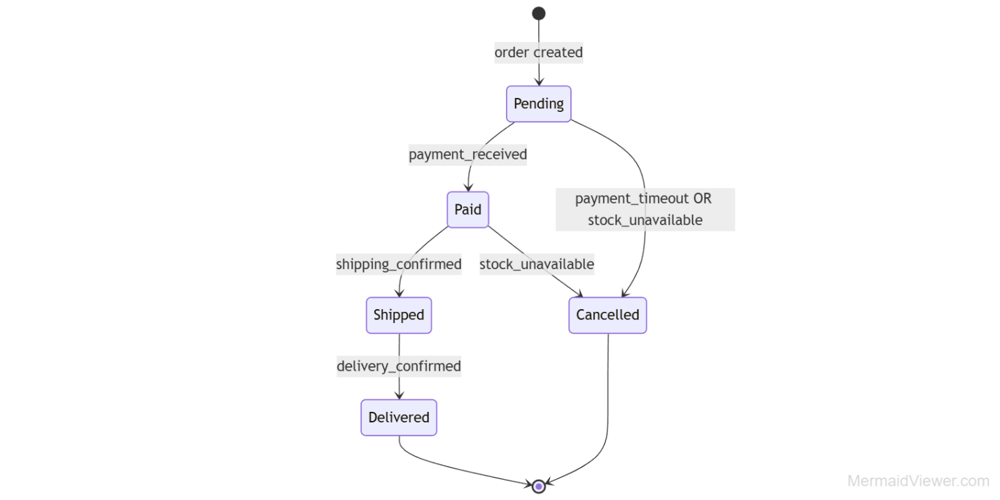 order created
Pending
payment_received
payment_timeout OR
stock_unavailable
Paid
shipping_confirmed
stock_unavailable
Shipped
Cancelled
delivery_confirmed
Delivered
MermaidViewer.com